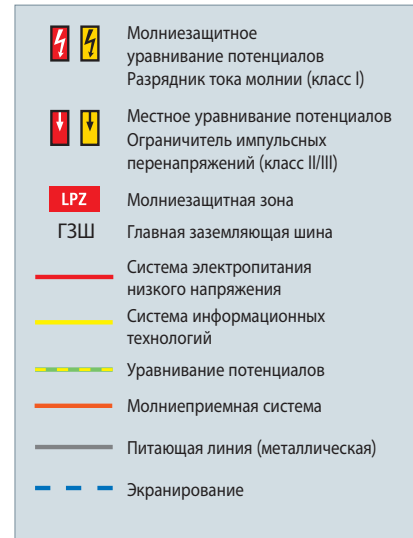 Молниезащитное
уравнивание потенциалов
Разрядник тока молнии (класс I)
Местное уравнивание потенциалов
Ограничитель импульсных
перенапряжений (класс II/III)
LPZ Молниезащитная зона
ГЗШ Главная заземляющая шина
Система электропитания
низкого напряжения
Система информационных
технологий
Уравнивание потенциалов
Молниеприемная система
Питающая линия (металлическая)
Экранирование